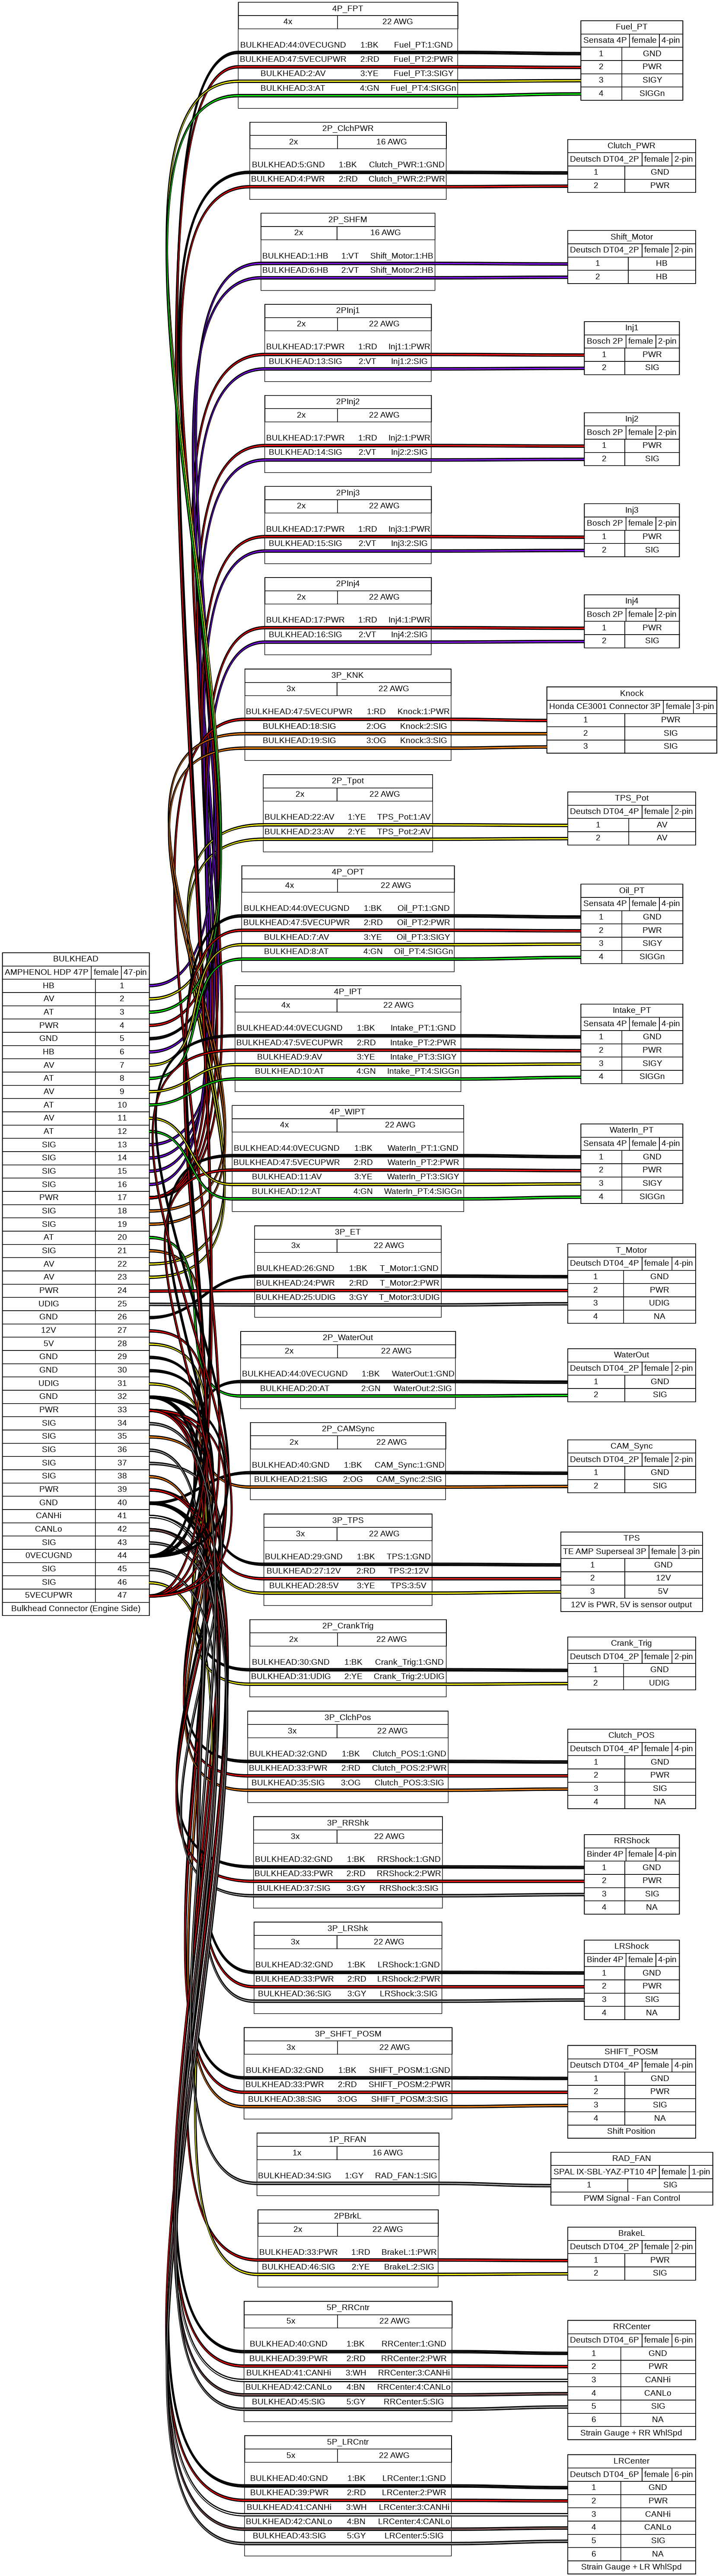 4P_FPT
4x 22 AWG
BULKHEAD:44:0VECUGND 1:BK Fuel_PT:1:GND
BULKHEAD:47:5VECUPWR 2:RD Fuel_PT:2:PWR
BULKHEAD:2:AV 3:YE Fuel_PT:3:SIGY
BULKHEAD:3:AT 4:GN Fuel_PT:4:SIGGn
Fuel_PT
Sensata 4P female 4-pin
1 GND
2 PWR
3 SIGY
4 SIGGn
2P_ClchPWR
2x 16 AWG
BULKHEAD:5:GND 1:BK Clutch_PWR:1:GND
BULKHEAD:4:PWR 2:RD Clutch_PWR:2:PWR
Clutch_PWR
Deutsch DT04_2P female 2-pin
1 GND
2 PWR
2P_SHFM
2x 16 AWG
BULKHEAD:1:HB 1:VT Shift_Motor:1:HB
BULKHEAD:6:HB 2:VT Shift_Motor:2:HB
Shift_Motor
Deutsch DT04_2P female 2-pin
1 HB
2 HB
2PInj1
2x 22 AWG
BULKHEAD:17:PWR 1:RD Inj1:1:PWR
BULKHEAD:13:SIG 2:VT Inj1:2:SIG
Inj1
Bosch 2P female 2-pin
1 PWR
2 SIG
2PInj2
2x 22 AWG
BULKHEAD:17:PWR 1:RD Inj2:1:PWR
BULKHEAD:14:SIG 2:VT Inj2:2:SIG
Inj2
Bosch 2P female 2-pin
1 PWR
2 SIG
2PInj3
2x 22 AWG
BULKHEAD:17:PWR 1:RD Inj3:1:PWR
BULKHEAD:15:SIG 2:VT Inj3:2:SIG
Inj3
Bosch 2P female 2-pin
1 PWR
2 SIG
2PInj4
2x 22 AWG
BULKHEAD:17:PWR 1:RD Inj4:1:PWR
BULKHEAD:16:SIG 2:VT Inj4:2:SIG
Inj4
Bosch 2P female 2-pin
1 PWR
2 SIG
3P_KNK
3x 22 AWG
BULKHEAD:47:5VECUPWR 1:RD Knock:1:PWR
BULKHEAD:18:SIG 2:OG Knock:2:SIG
BULKHEAD:19:SIG 3:OG Knock:3:SIG
Knock
Honda CE3001 Connector 3P female 3-pin
1 PWR
2 SIG
3 SIG
2P_Tpot
2x 22 AWG
BULKHEAD:22:AV 1:YE TPS_Pot:1:AV
BULKHEAD:23:AV 2:YE TPS_Pot:2:AV
TPS_Pot
Deutsch DT04_4P female 2-pin
1 AV
2 AV
4P_OPT
4x 22 AWG
BULKHEAD:44:0VECUGND 1:BK Oil_PT:1:GND
BULKHEAD:47:5VECUPWR 2:RD Oil_PT:2:PWR
BULKHEAD:7:AV 3:YE Oil_PT:3:SIGY
BULKHEAD:8:AT 4:GN Oil_PT:4:SIGGn
Oil_PT
Sensata 4P female 4-pin
1 GND
2 PWR
3 SIGY
4 SIGGn
BULKHEAD
AMPHENOL HDP 47P female 47-pin
HB 1
AV 2
AT 3
PWR 4
GND 5
HB 6
AV 7
AT 8
AV 9
AT 10
AV 11
AT 12
SIG 13
SIG 14
SIG 15
SIG 16
PWR 17
SIG 18
SIG 19
AT 20
SIG 21
AV 22
AV 23
PWR 24
UDIG 25
GND 26
12V 27
5V 28
GND 29
GND 30
UDIG 31
GND 32
PWR 33
SIG 34
SIG 35
SIG 36
SIG 37
SIG 38
PWR 39
GND 40
CANHi 41
CANLo 42
SIG 43
0VECUGND 44
SIG 45
SIG 46
5VECUPWR 47
Bulkhead Connector (Engine Side)
4P_IPT
4x 22 AWG
BULKHEAD:44:0VECUGND 1:BK Intake_PT:1:GND
BULKHEAD:47:5VECUPWR 2:RD Intake_PT:2:PWR
BULKHEAD:9:AV 3:YE Intake_PT:3:SIGY
BULKHEAD:10:AT 4:GN Intake_PT:4:SIGGn
Intake_PT
Sensata 4P female 4-pin
1 GND
2 PWR
3 SIGY
4 SIGGn
4P_WIPT
4x 22 AWG
BULKHEAD:44:0VECUGND 1:BK WaterIn_PT:1:GND
BULKHEAD:47:5VECUPWR 2:RD WaterIn_PT:2:PWR
BULKHEAD:11:AV 3:YE WaterIn_PT:3:SIGY
BULKHEAD:12:AT 4:GN WaterIn_PT:4:SIGGn
WaterIn_PT
Sensata 4P female 4-pin
1 GND
2 PWR
3 SIGY
4 SIGGn
3P_ET
3x 22 AWG
BULKHEAD:26:GND 1:BK T_Motor:1:GND
BULKHEAD:24:PWR 2:RD T_Motor:2:PWR
BULKHEAD:25:UDIG 3:GY T_Motor:3:UDIG
T_Motor
Deutsch DT04_4P female 4-pin
1 GND
2 PWR
3 UDIG
4 NA
2P_WaterOut
2x 22 AWG
BULKHEAD:44:0VECUGND 1:BK WaterOut:1:GND
BULKHEAD:20:AT 2:GN WaterOut:2:SIG
WaterOut
Deutsch DT04_2P female 2-pin
1 GND
2 SIG
2P_CAMSync
2x 22 AWG
BULKHEAD:40:GND 1:BK CAM_Sync:1:GND
BULKHEAD:21:SIG 2:OG CAM_Sync:2:SIG
CAM_Sync
Deutsch DT04_2P female 2-pin
1 GND
2 SIG
3P_TPS
3x 22 AWG
BULKHEAD:29:GND 1:BK TPS:1:GND
BULKHEAD:27:12V 2:RD TPS:2:12V
BULKHEAD:28:5V 3:YE TPS:3:5V
TPS
TE AMP Superseal 3P female 3-pin
1 GND
2 12V
3 5V
12V is PWR, 5V is sensor output
2P_CrankTrig
2x 22 AWG
BULKHEAD:30:GND 1:BK Crank_Trig:1:GND
BULKHEAD:31:UDIG 2:YE Crank_Trig:2:UDIG
Crank_Trig
Deutsch DT04_2P female 2-pin
1 GND
2 UDIG
3P_ClchPos
3x 22 AWG
BULKHEAD:32:GND 1:BK Clutch_POS:1:GND
BULKHEAD:33:PWR 2:RD Clutch_POS:2:PWR
BULKHEAD:35:SIG 3:OG Clutch_POS:3:SIG
Clutch_POS
Deutsch DT04_4P female 4-pin
1 GND
2 PWR
3 SIG
4 NA
3P_RRShk
3x 22 AWG
BULKHEAD:32:GND 1:BK RRShock:1:GND
BULKHEAD:33:PWR 2:RD RRShock:2:PWR
BULKHEAD:37:SIG 3:GY RRShock:3:SIG
RRShock
Binder 4P female 4-pin
1 GND
2 PWR
3 SIG
4 NA
3P_LRShk
3x 22 AWG
BULKHEAD:32:GND 1:BK LRShock:1:GND
BULKHEAD:33:PWR 2:RD LRShock:2:PWR
BULKHEAD:36:SIG 3:GY LRShock:3:SIG
LRShock
Binder 4P female 4-pin
1 GND
2 PWR
3 SIG
4 NA
3P_SHFT_POSM
3x 22 AWG
BULKHEAD:32:GND 1:BK SHIFT_POSM:1:GND
BULKHEAD:33:PWR 2:RD SHIFT_POSM:2:PWR
BULKHEAD:38:SIG 3:OG SHIFT_POSM:3:SIG
SHIFT_POSM
Deutsch DT04_4P female 4-pin
1 GND
2 PWR
3 SIG
4 NA
Shift Position
1P_RFAN
1x 16 AWG
BULKHEAD:34:SIG 1:GY RAD_FAN:1:SIG
RAD_FAN
SPAL IX-SBL-YAZ-PT10 4P female 1-pin
1 SIG
PWM Signal - Fan Control
2PBrkL
2x 22 AWG
BULKHEAD:33:PWR 1:RD BrakeL:1:PWR
BULKHEAD:46:SIG 2:YE BrakeL:2:SIG
BrakeL
Deutsch DT04_2P female 2-pin
1 PWR
2 SIG
5P_RRCntr
5x 22 AWG
BULKHEAD:40:GND 1:BK RRCenter:1:GND
BULKHEAD:39:PWR 2:RD RRCenter:2:PWR
BULKHEAD:41:CANHi 3:WH RRCenter:3:CANHi
BULKHEAD:42:CANLo 4:BN RRCenter:4:CANLo
BULKHEAD:45:SIG 5:GY RRCenter:5:SIG
RRCenter
Deutsch DT04_6P female 6-pin
1 GND
2 PWR
3 CANHi
4 CANLo
5 SIG
6 NA
Strain Gauge + RR WhlSpd
5P_LRCntr
5x 22 AWG
BULKHEAD:40:GND 1:BK LRCenter:1:GND
BULKHEAD:39:PWR 2:RD LRCenter:2:PWR
BULKHEAD:41:CANHi 3:WH LRCenter:3:CANHi
BULKHEAD:42:CANLo 4:BN LRCenter:4:CANLo
BULKHEAD:43:SIG 5:GY LRCenter:5:SIG
LRCenter
Deutsch DT04_6P female 6-pin
1 GND
2 PWR
3 CANHi
4 CANLo
5 SIG
6 NA
Strain Gauge + LR WhlSpd